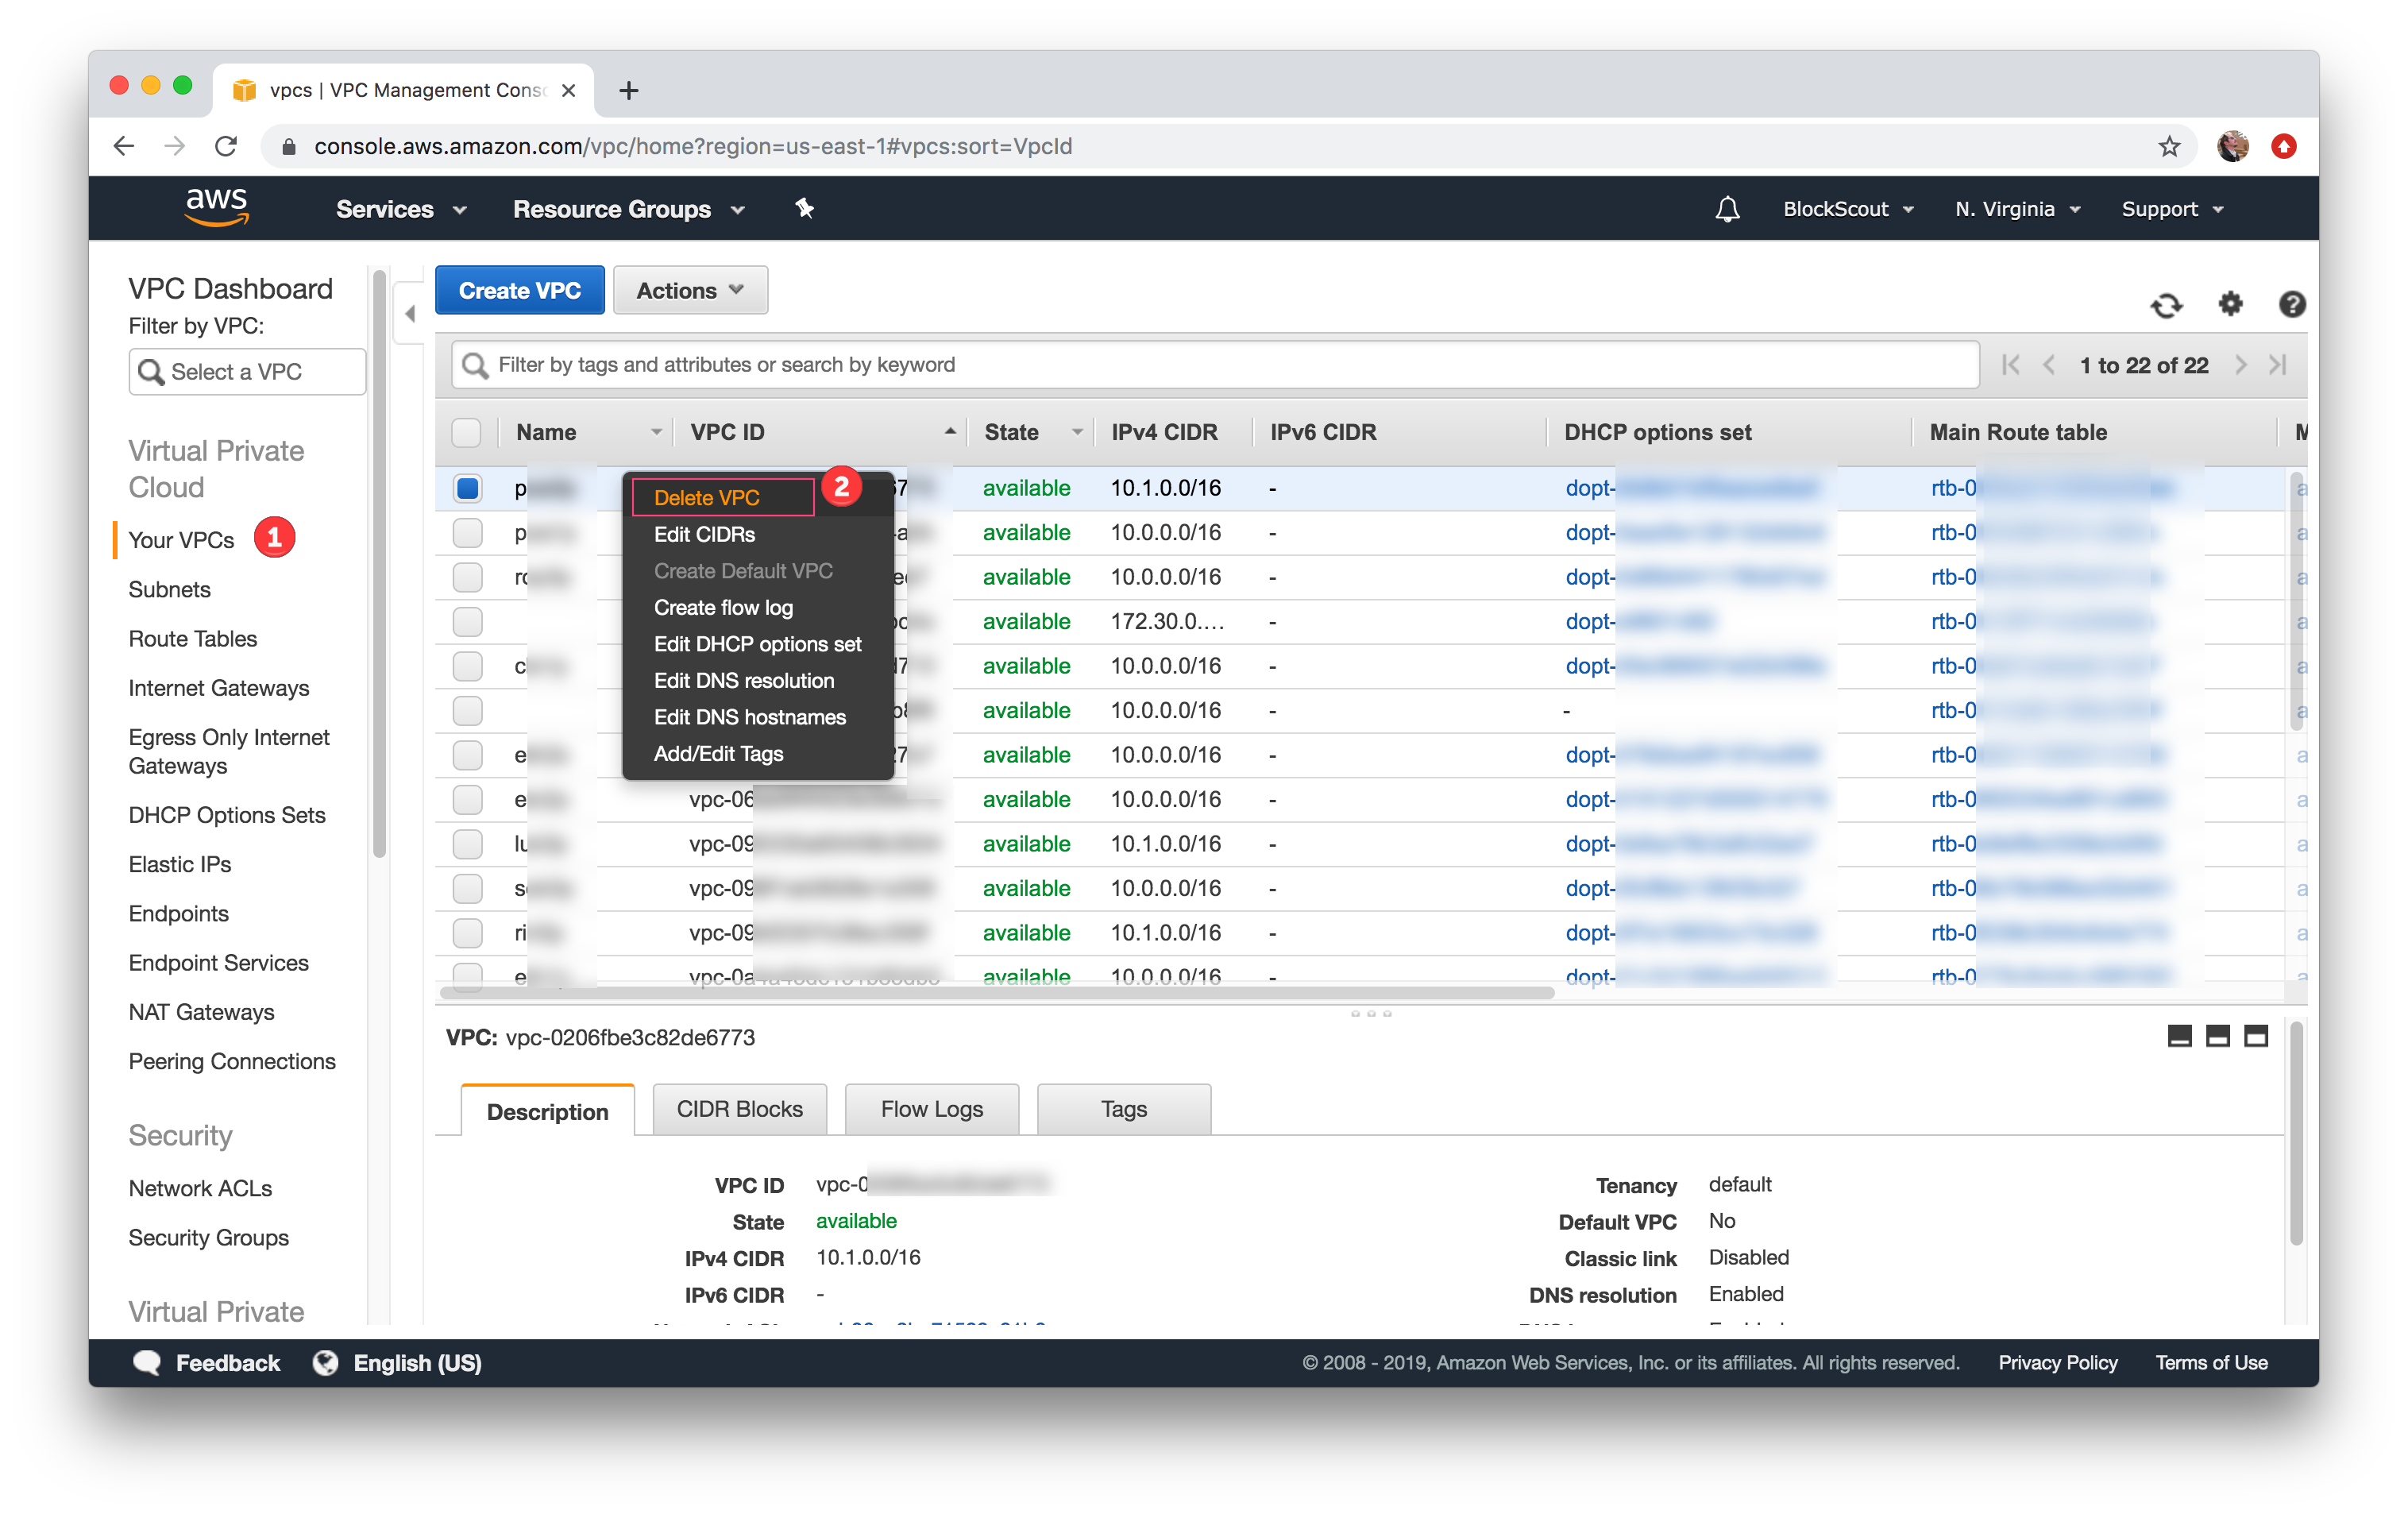 vpcs | VPC Management Conso
console.aws.amazon.com/vpc/home?region=us-east-1#vpcs:sort=VpcId
aws Services Resource Groups BlockScout N. Virginia Support
VPC Dashboard
Filter by VPC:
Select a VPC
Virtual Private
Cloud
Your VPCs 1
Subnets
Route Tables
Internet Gateways
Egress Only Internet
Gateways
DHCP Options Sets
Elastic IPs
Endpoints
Endpoint Services
NAT Gateways
Peering Connections
Security
Network ACLs
Security Groups
Virtual Private
Create VPC Actions
Filter by tags and attributes or search by keyword 1 to 22 of 22
Name VPC ID State IPv4 CIDR IPv6 CIDR DHCP options set Main Route table
available 10.1.0.0/16 - dopt- rtb-0
available 10.0.0.0/16 - dopt- rtb-0
available 10.0.0.0/16 - dopt- rtb-0
available 172.30.0.... - dopt- rtb-0
available 10.0.0.0/16 - dopt- rtb-0
available 10.0.0.0/16 - - rtb-0
available 10.0.0.0/16 - dopt- rtb-0
vpc-06 available 10.0.0.0/16 - dopt- rtb-0
vpc-09 available 10.1.0.0/16 - dopt- rtb-0
vpc-09 available 10.0.0.0/16 - dopt- rtb-0
vpc-09 available 10.1.0.0/16 - dopt- rtb-0
available 10.0.0.0/16 - dopt- rtb-0
Delete VPC 2
Edit CIDRs
Create Default VPC
Create flow log
Edit DHCP options set
Edit DNS resolution
Edit DNS hostnames
Add/Edit Tags
VPC: vpc-0206fbe3c82de6773
Description CIDR Blocks Flow Logs Tags
VPC ID vpc-0
State available
IPv4 CIDR 10.1.0.0/16
IPv6 CIDR -
Tenancy default
Default VPC No
Classic link Disabled
DNS resolution Enabled
Feedback English (US) © 2008 - 2019, Amazon Web Services, Inc. or its affiliates. All rights reserved. Privacy Policy Terms of Use